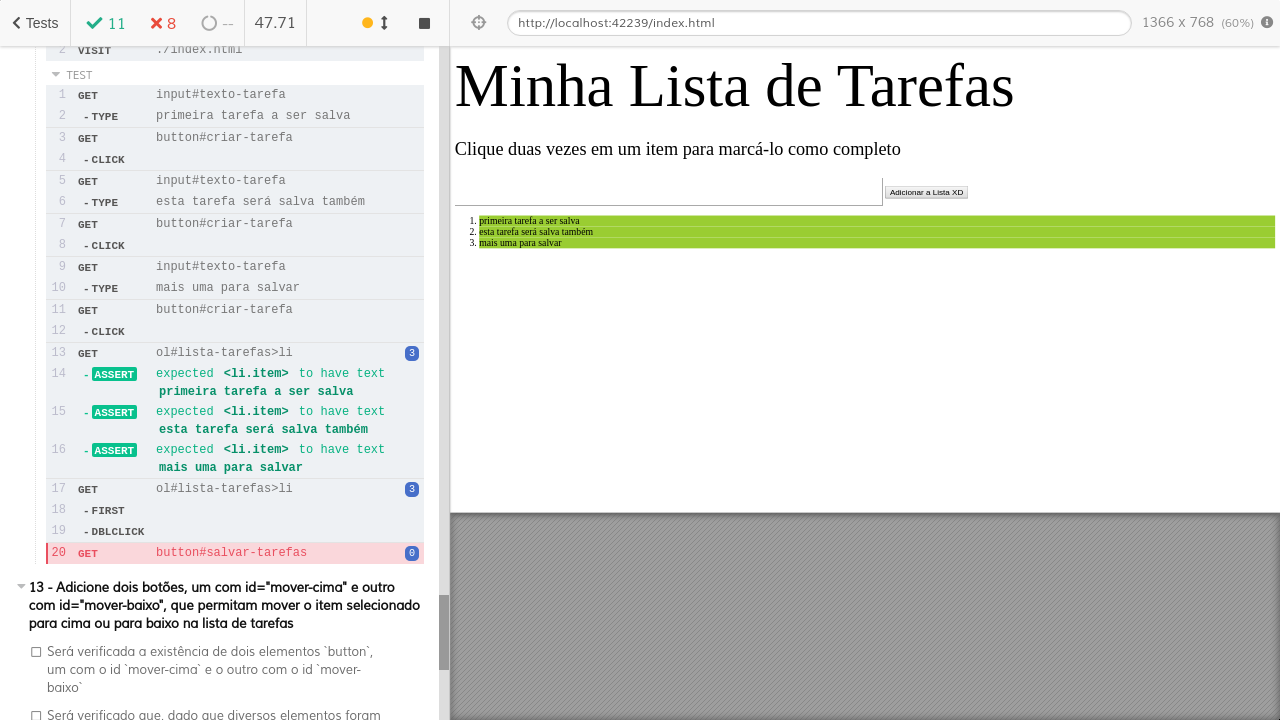 Tests 11 8 -- 47.71 http://localhost:42239/index.html 1366 x 768 (60%)
2 VISIT ./index.html
TEST
1 GET input#texto-tarefa
2 -TYPE primeira tarefa a ser salva
3 GET button#criar-tarefa
4 -CLICK
5 GET input#texto-tarefa
6 -TYPE esta tarefa será salva também
7 GET button#criar-tarefa
8 -CLICK
9 GET input#texto-tarefa
10 -TYPE mais uma para salvar
11 GET button#criar-tarefa
12 -CLICK
13 GET ol#lista-tarefas>li 3
14 -ASSERT expected <li.item> to have text
primeira tarefa a ser salva
15 -ASSERT expected <li.item> to have text
esta tarefa será salva também
16 -ASSERT expected <li.item> to have text
mais uma para salvar
17 GET ol#lista-tarefas>li 3
18 -FIRST
19 -DBLCLICK
20 GET button#salvar-tarefas 0
13 - Adicione dois botões, um com id="mover-cima" e outro
com id="mover-baixo", que permitam mover o item selecionado
para cima ou para baixo na lista de tarefas
Será verificada a existência de dois elementos `button`,
um com o id `mover-cima` e o outro com o id `mover-
baixo`
Será verificado que, dado que diversos elementos foram
Minha Lista de Tarefas
Clique duas vezes em um item para marcá-lo como completo
Adicionar a Lista XD
1. primeira tarefa a ser salva
2. esta tarefa será salva também
3. mais uma para salvar